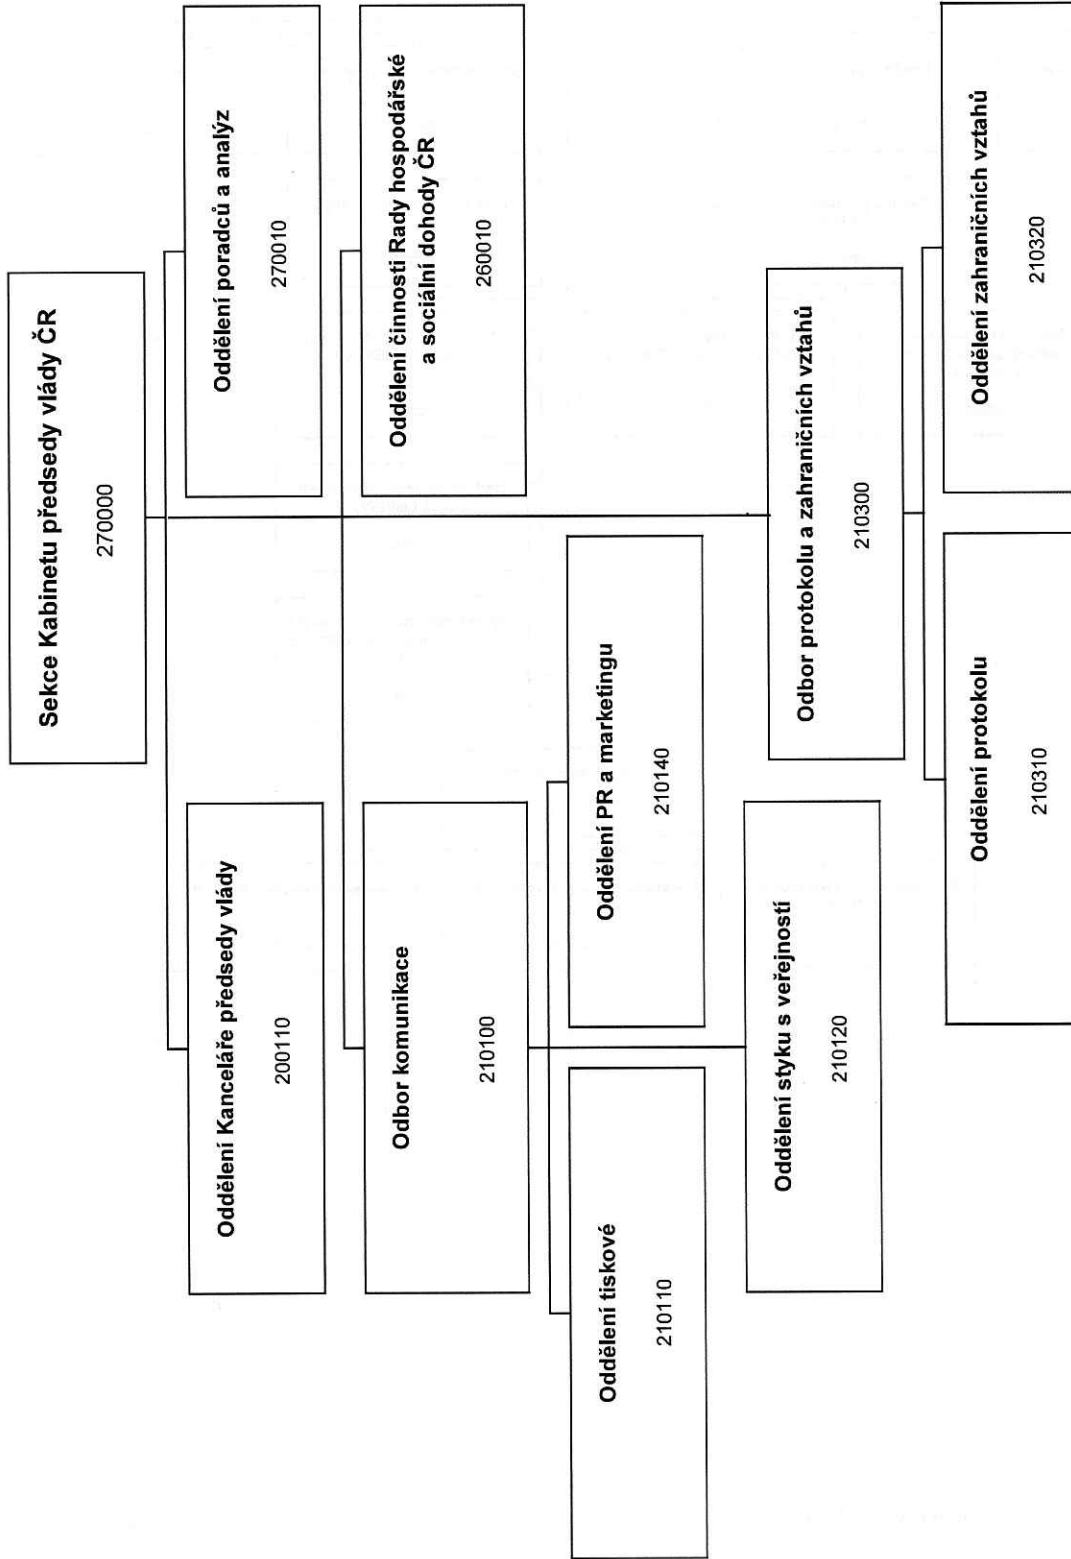 Sekce Kabinetu předsedy vlády ČR
270000
Oddělení Kanceláře předsedy vlády
200110
Oddělení poradců a analýz
270010
Odbor komunikace
210100
Oddělení činnosti Rady hospodářské
a sociální dohody ČR
260010
Oddělení tiskové
210110
Oddělení PR a marketingu
210140
Oddělení styku s veřejností
210120
Odbor protokolu a zahraničních vztahů
210300
Oddělení protokolu
210310
Oddělení zahraničních vztahů
210320